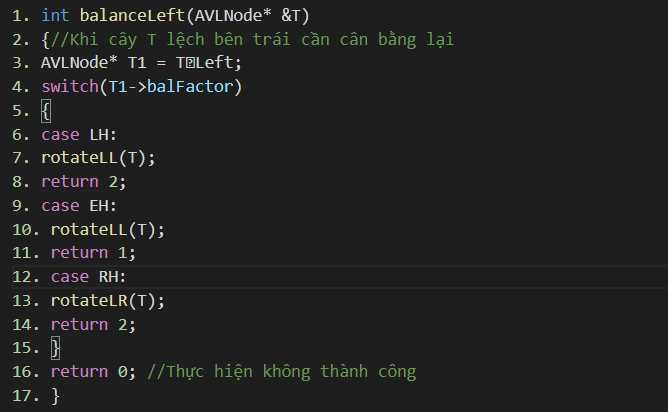 1. int balanceLeft(AVLNode* &T)
2. {//Khi cây T lệch bên trái cần cân bằng lại
3. AVLNode* T1 = T→Left;
4. switch(T1->balFactor)
5. {
6. case LH:
7. rotateLL(T);
8. return 2;
9. case EH:
10. rotateLL(T);
11. return 1;
12. case RH:
13. rotateLR(T);
14. return 2;
15. }
16. return 0; //Thực hiện không thành công
17. }